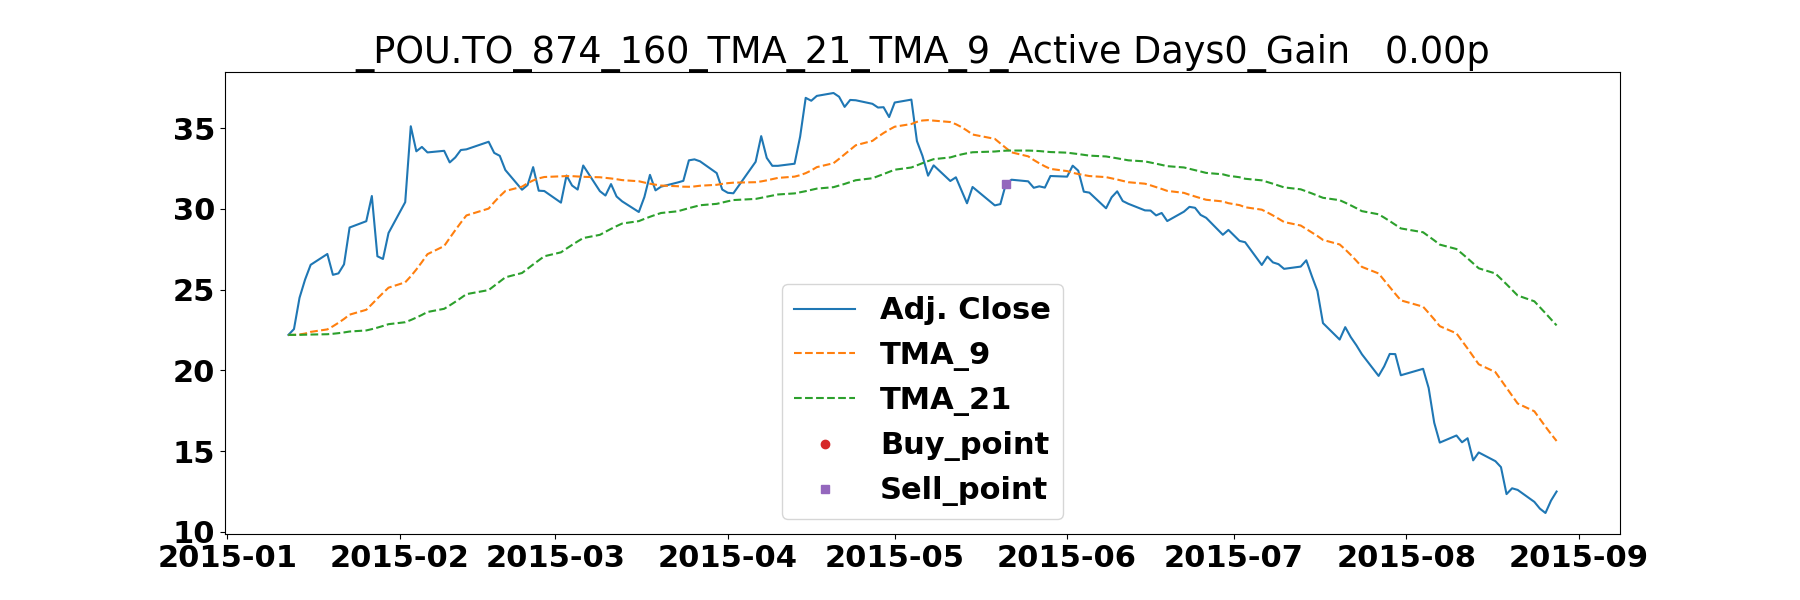 _POU.TO_874_160_TMA_21_TMA_9_Active Days0_Gain   0.00p
35
30
25
20
15
10
Adj. Close
TMA_9
TMA_21
Buy_point
Sell_point
2015-01 2015-02 2015-03 2015-04 2015-05 2015-06 2015-07 2015-08 2015-09